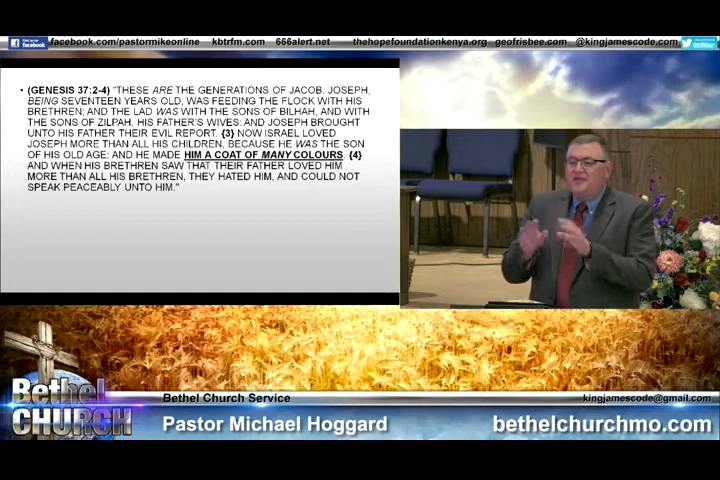 Find us on facebook facebook.com/pastormikeonline kbtrfm.com 666alert.net thehopefoundationkenya.org geofrisbee.com @kingjamescode.com
• (GENESIS 37:2-4) "THESE ARE THE GENERATIONS OF JACOB. JOSEPH,
BEING SEVENTEEN YEARS OLD, WAS FEEDING THE FLOCK WITH HIS
BRETHREN; AND THE LAD WAS WITH THE SONS OF BILHAH, AND WITH
THE SONS OF ZILPAH, HIS FATHER'S WIVES: AND JOSEPH BROUGHT
UNTO HIS FATHER THEIR EVIL REPORT. {3} NOW ISRAEL LOVED
JOSEPH MORE THAN ALL HIS CHILDREN, BECAUSE HE WAS THE SON
OF HIS OLD AGE: AND HE MADE HIM A COAT OF MANY COLOURS. {4}
AND WHEN HIS BRETHREN SAW THAT THEIR FATHER LOVED HIM
MORE THAN ALL HIS BRETHREN, THEY HATED HIM, AND COULD NOT
SPEAK PEACEABLY UNTO HIM."
Bethel
CHURCH
Bethel Church Service kingjamescode@gmail.com
Pastor Michael Hoggard bethelchurchmo.com